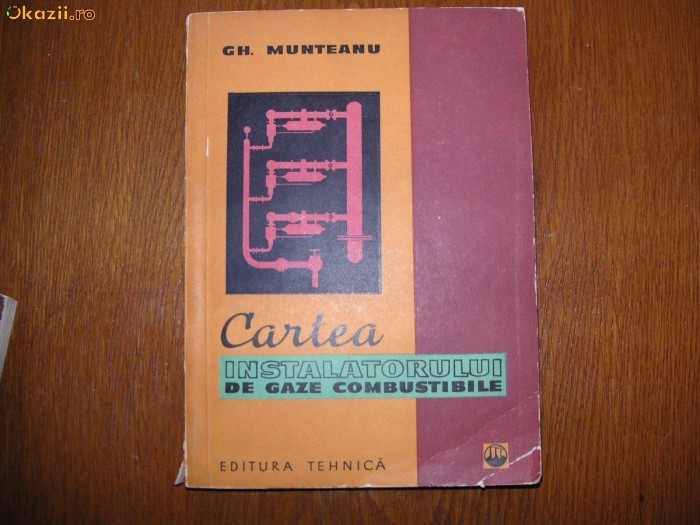 Okazii.ro
GH. MUNTEANU
Cartea
INSTALATORULUI
DE GAZE COMBUSTIBILE
EDITURA TEHNICĂ